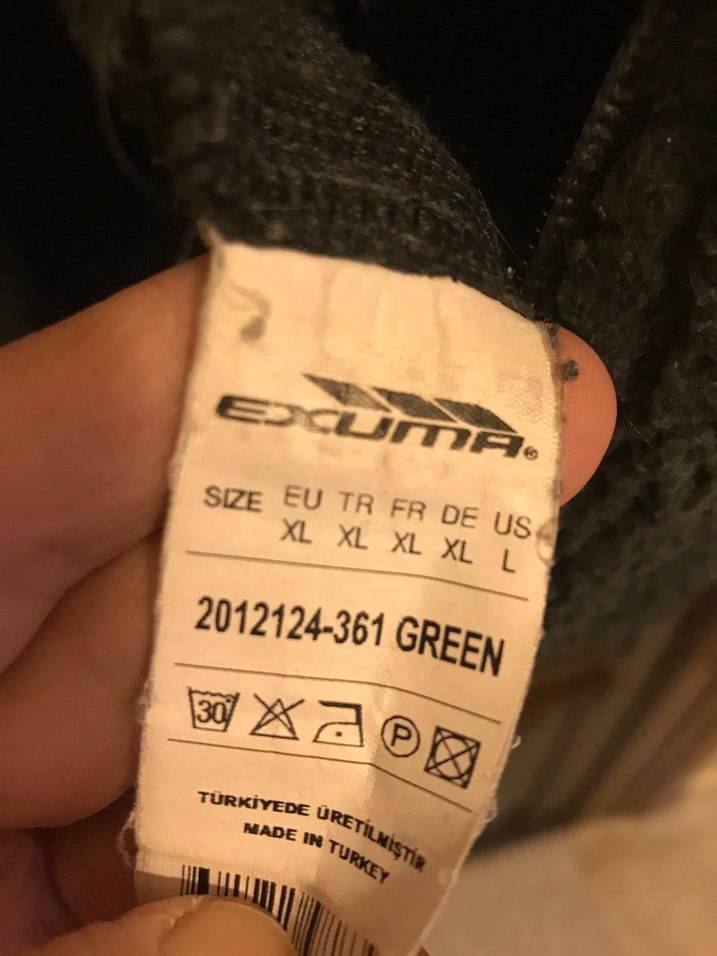 EXUMA®
SIZE EU TR FR DE US
XL XL XL XL L
2012124-361 GREEN
30 P
TÜRKİYEDE ÜRETİLMİŞTİR
MADE IN TURKEY